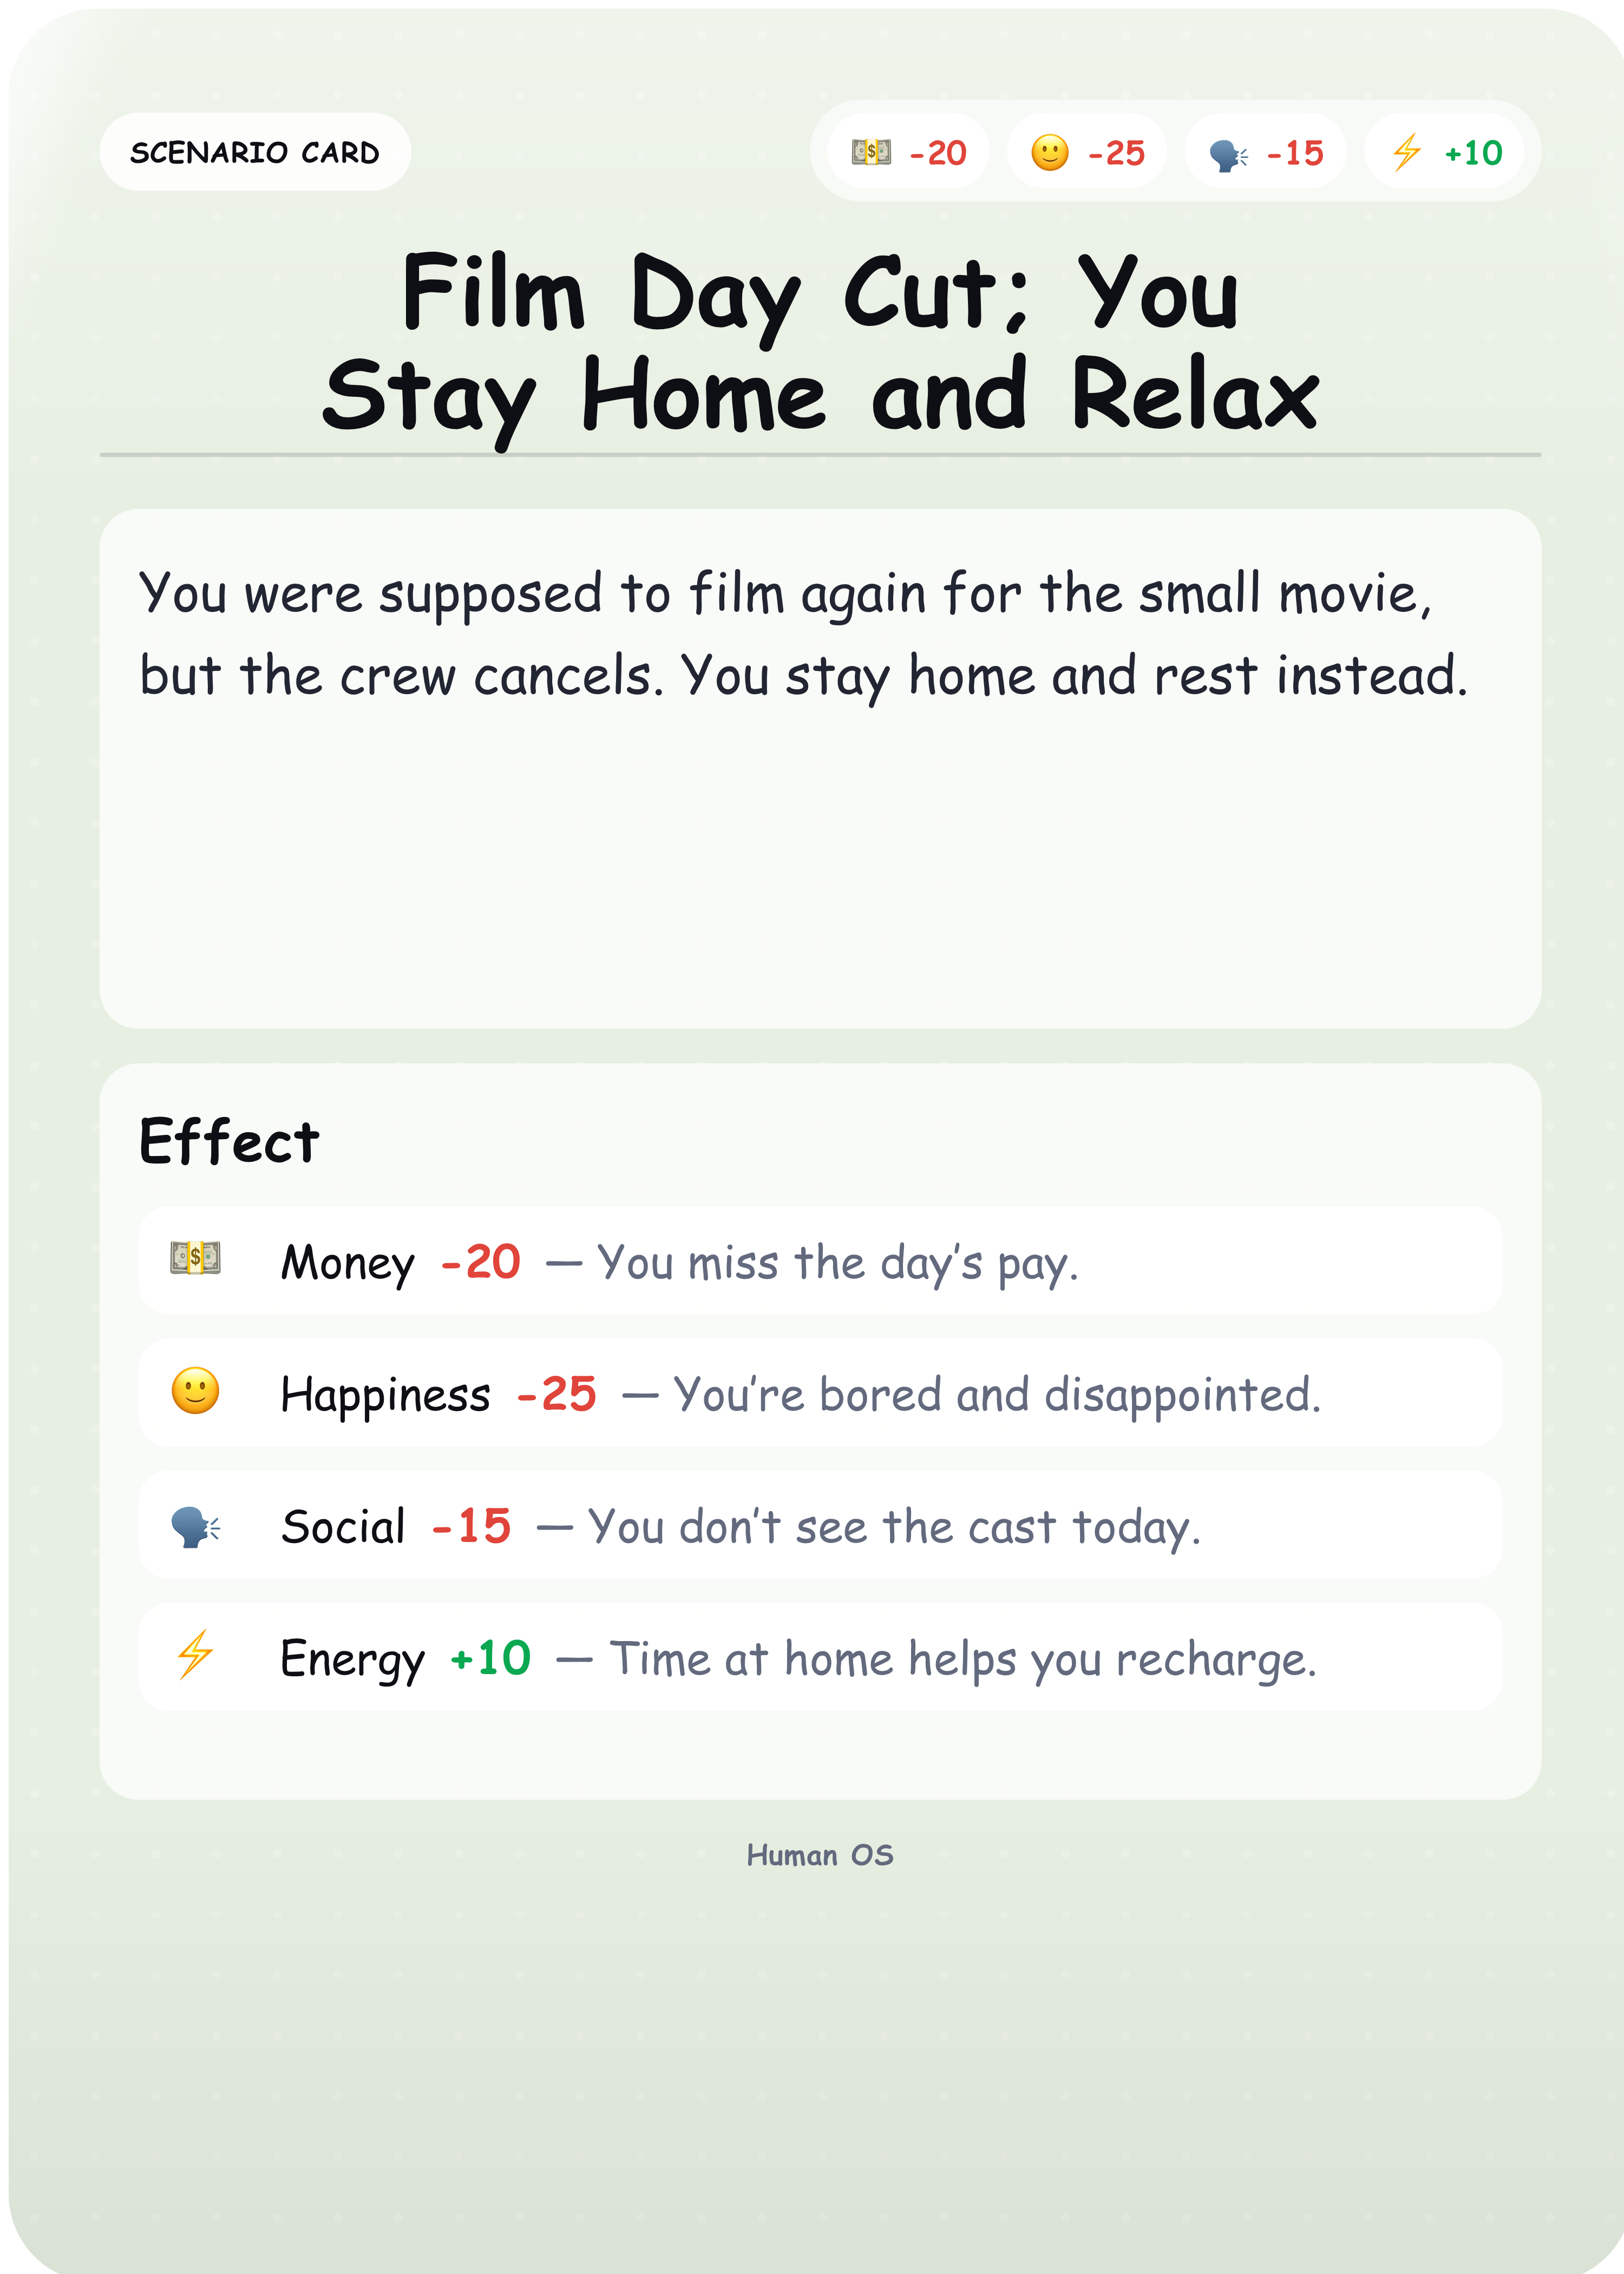 SCENARIO CARD
-20 -25 -15 +10
Film Day Cut; You
Stay Home and Relax
You were supposed to film again for the small movie,
but the crew cancels. You stay home and rest instead.
Effect
Money -20 — You miss the day's pay.
Happiness -25 — You're bored and disappointed.
Social -15 — You don't see the cast today.
Energy +10 — Time at home helps you recharge.
Human OS